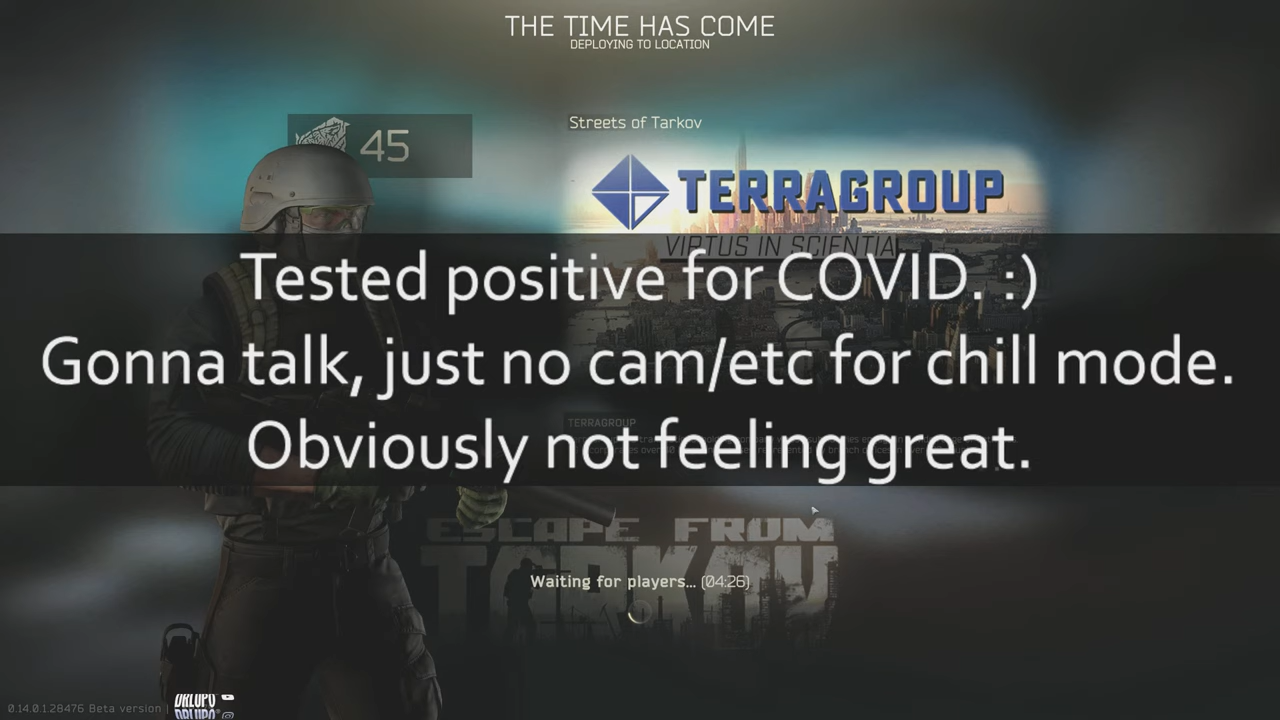 THE TIME HAS COME
DEPLOYING TO LOCATION
45
Streets of Tarkov
TERRAGROUP
VIRTUS IN SCIENTIA
Tested positive for COVID. :)
Gonna talk, just no cam/etc for chill mode.
TERRAGROUP
Obviously not feeling great.
ESCAPE FROM
TARKOV
Waiting for players... (04:26)
0.14.0.1.28476 Beta version |
DRLUPO
DRLUPO